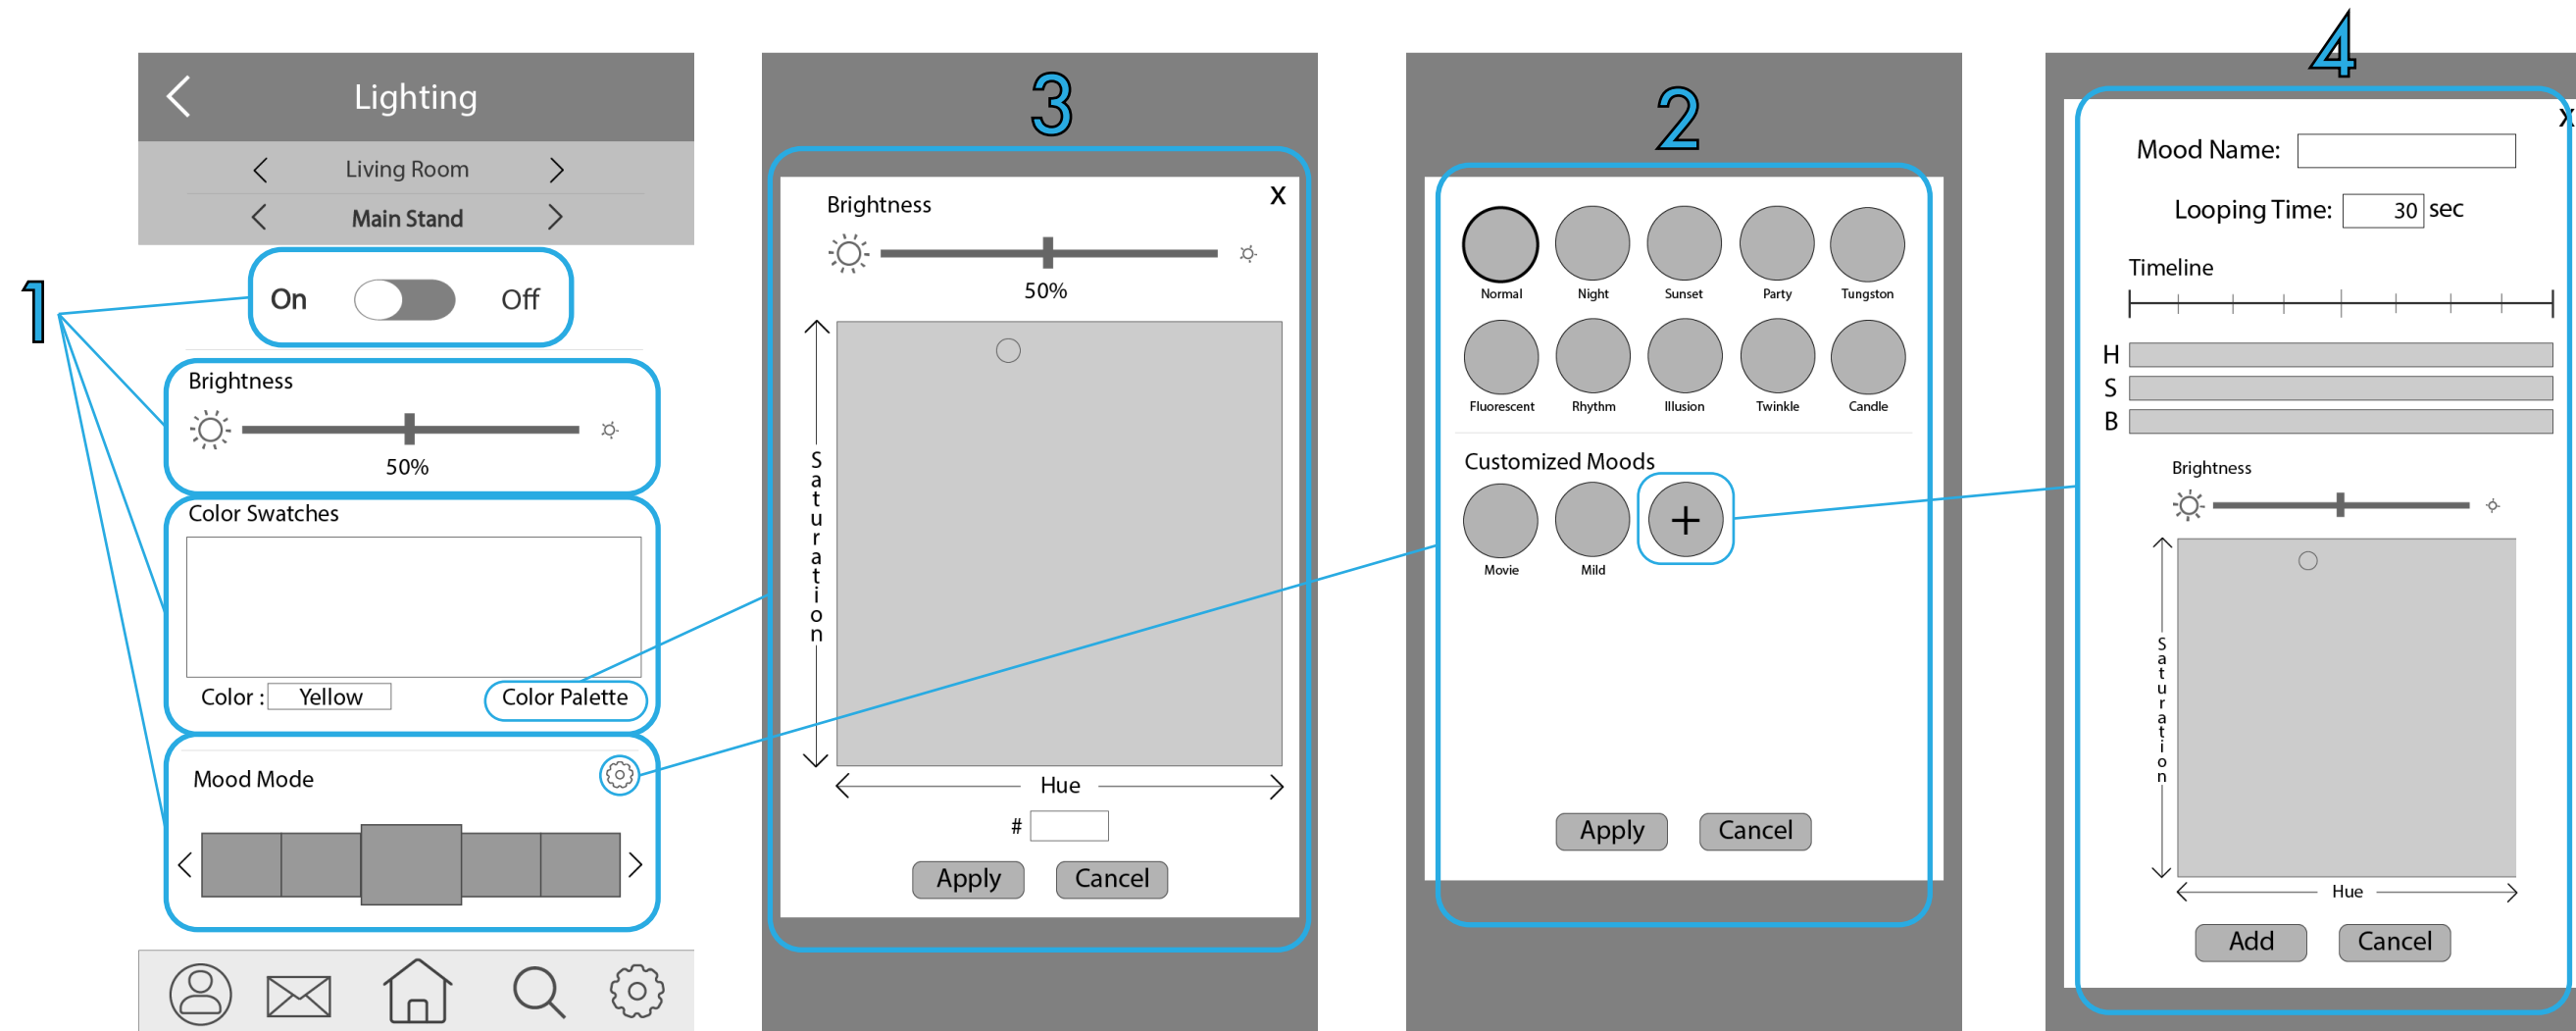 1
Lighting
Living Room
Main Stand
On Off
Brightness
50%
Color Swatches
Color : Yellow Color Palette
Mood Mode
3
Brightness X
50%
Saturation
Hue
#
Apply Cancel
2
Normal Night Sunset Party Tungston
Fluorescent Rhythm Illusion Twinkle Candle
Customized Moods
+
Movie Mild
Apply Cancel
4
X
Mood Name:
Looping Time: 30 sec
Timeline
H
S
B
Brightness
Saturation
Hue
Add Cancel